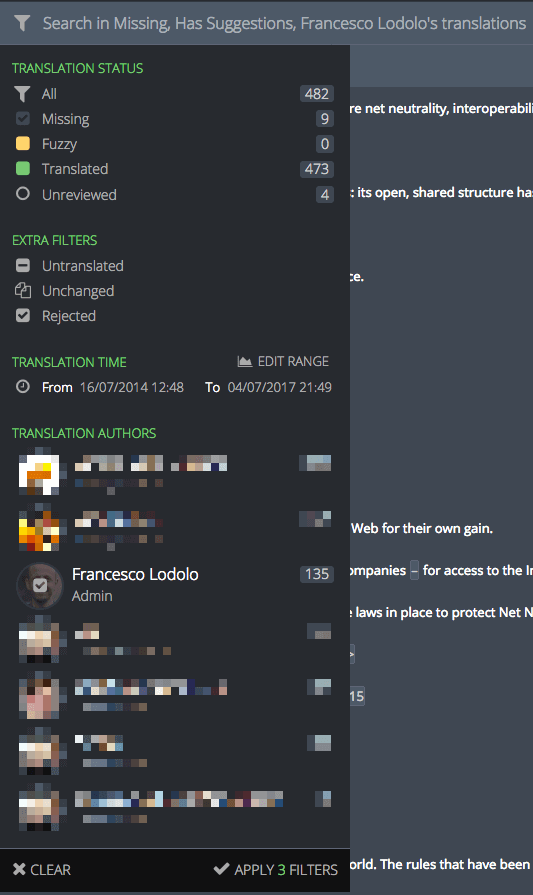 Search in Missing, Has Suggestions, Francesco Lodolo's translations
TRANSLATION STATUS
All 482
Missing 9
Fuzzy 0
Translated 473
Unreviewed 4
EXTRA FILTERS
Untranslated
Unchanged
Rejected
TRANSLATION TIME EDIT RANGE
From 16/07/2014 12:48 To 04/07/2017 21:49
TRANSLATION AUTHORS
Francesco Lodolo 135
Admin
CLEAR APPLY 3 FILTERS
re net neutrality, interoperabili
: its open, shared structure ha
ce.
Web for their own gain.
ompanies – for access to the I
laws in place to protect Net N
>
15
orld. The rules that have been